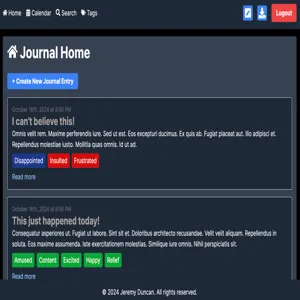 Home Calendar Search Tags Logout
Journal Home
+ Create New Journal Entry
October 16th, 2024 at 8:00 PM
I can't believe this!
Omnis velit rem. Maxime perferendis iure. Sed ut est. Eos excepturi ducimus. Ex quis ab. Fugiat placeat aut. Illo adipisci et.
Repellendus molestiae iusto. Mollitia quas omnis. Id ut ad.
Disappointed Insulted Frustrated
Read more
October 16th, 2024 at 8:00 PM
This just happened today!
Consequatur asperiores ut. Fugiat ut labore. Sint sit et. Doloribus architecto recusandae. Velit velit aliquam. Repellendus in
soluta. Eos maxime assumenda. Iste exercitationem molestias. Similique iure omnis. Nihil perspiciatis sit.
Amused Content Excited Happy Relief
Read more
© 2024 Jeremy Duncan. All rights reserved.